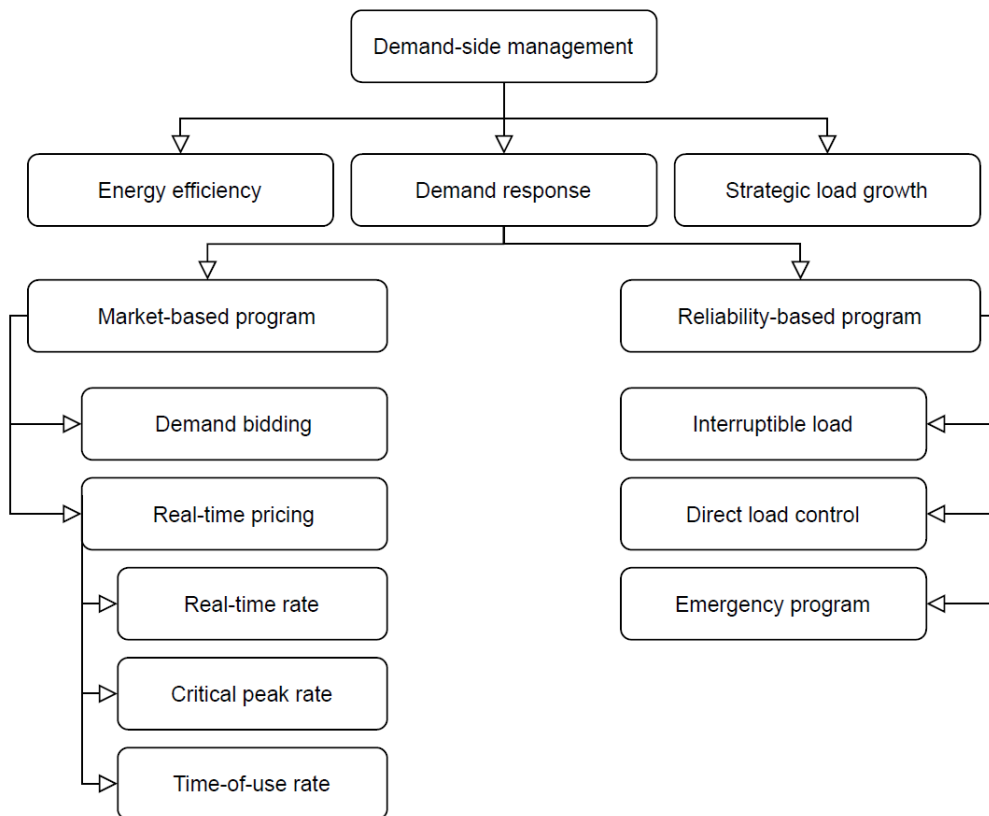 Demand-side management
Energy efficiency
Demand response
Strategic load growth
Market-based program
Reliability-based program
Demand bidding
Interruptible load
Real-time pricing
Direct load control
Real-time rate
Emergency program
Critical peak rate
Time-of-use rate